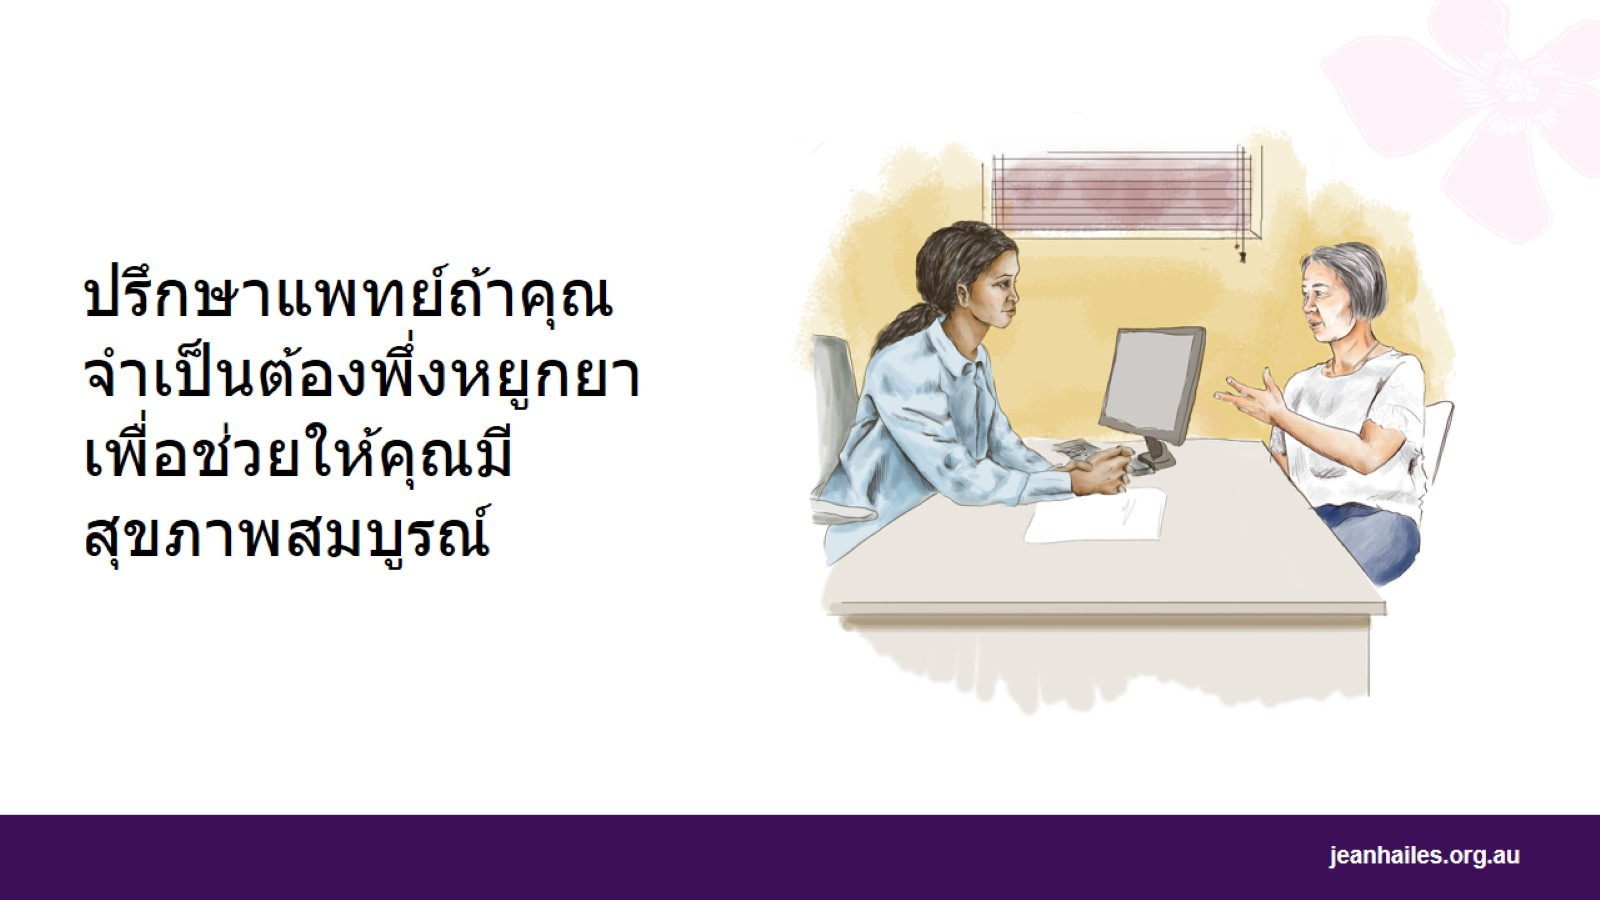 ปรึกษาแพทย์ถ้าคุณ
จำเป็นต้องพึ่งหยูกยา
เพื่อช่วยให้คุณมี
สุขภาพสมบูรณ์
jeanhailes.org.au